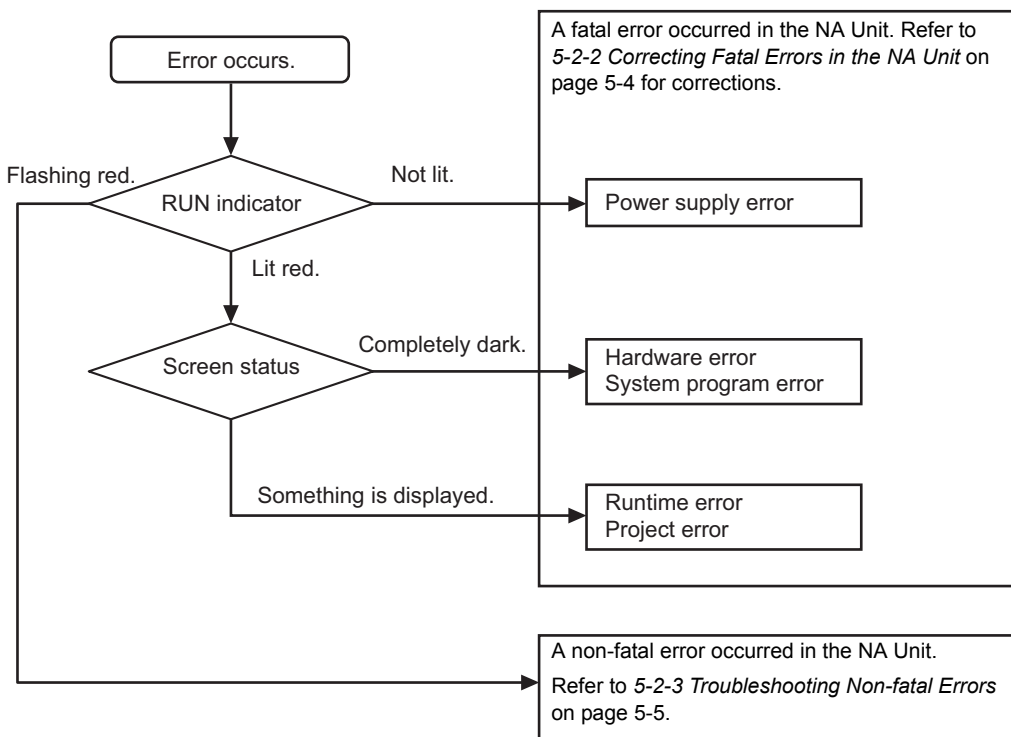 A fatal error occurred in the NA Unit. Refer to
5-2-2 Correcting Fatal Errors in the NA Unit on
page 5-4 for corrections.
Error occurs.
Flashing red.
Not lit.
RUN indicator
Power supply error
Lit red.
Completely dark.
Screen status
Hardware error
System program error
Something is displayed.
Runtime error
Project error
A non-fatal error occurred in the NA Unit.
Refer to 5-2-3 Troubleshooting Non-fatal Errors
on page 5-5.